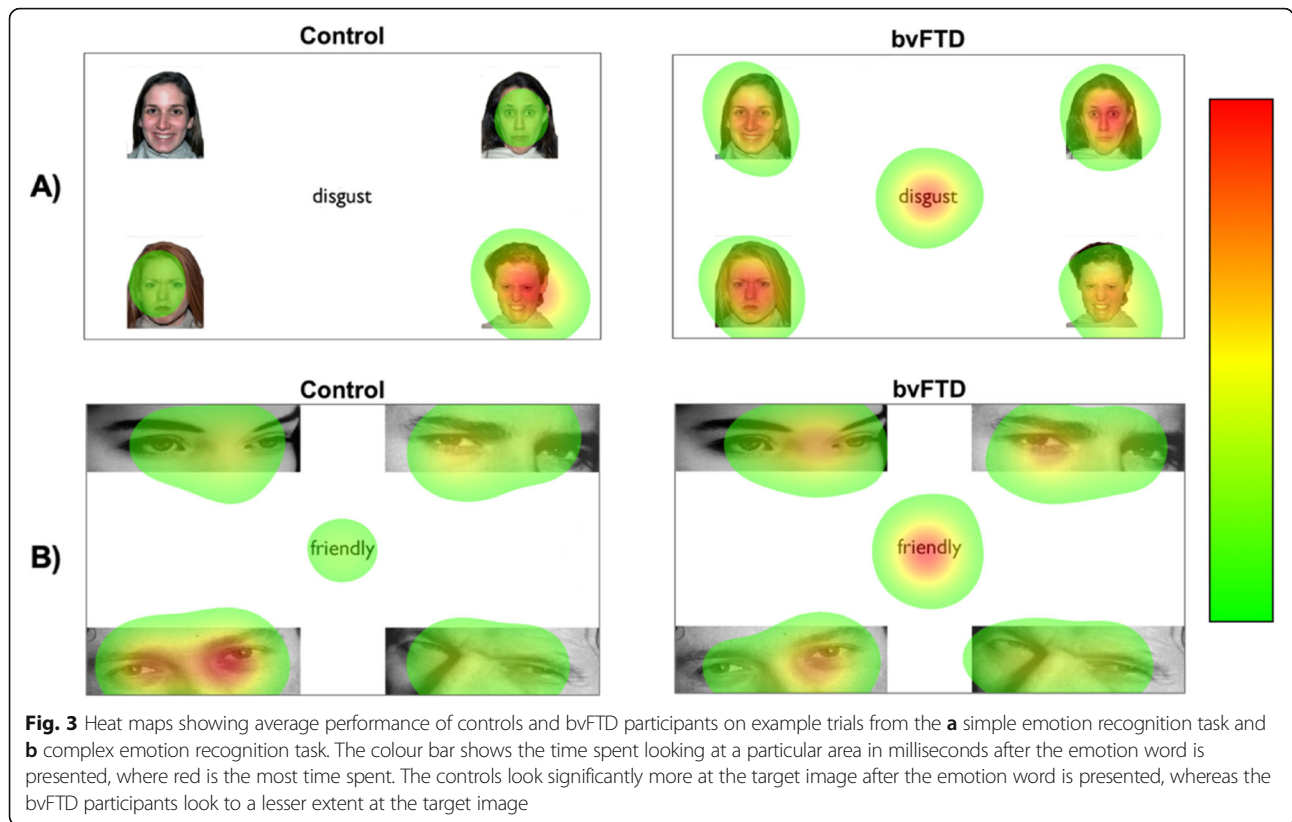 Control
bvFTD
A)
disgust
disgust
Control
bvFTD
B)
friendly
friendly
Fig. 3 Heat maps showing average performance of controls and bvFTD participants on example trials from the a simple emotion recognition task and
b complex emotion recognition task. The colour bar shows the time spent looking at a particular area in milliseconds after the emotion word is
presented, where red is the most time spent. The controls look significantly more at the target image after the emotion word is presented, whereas the
bvFTD participants look to a lesser extent at the target image